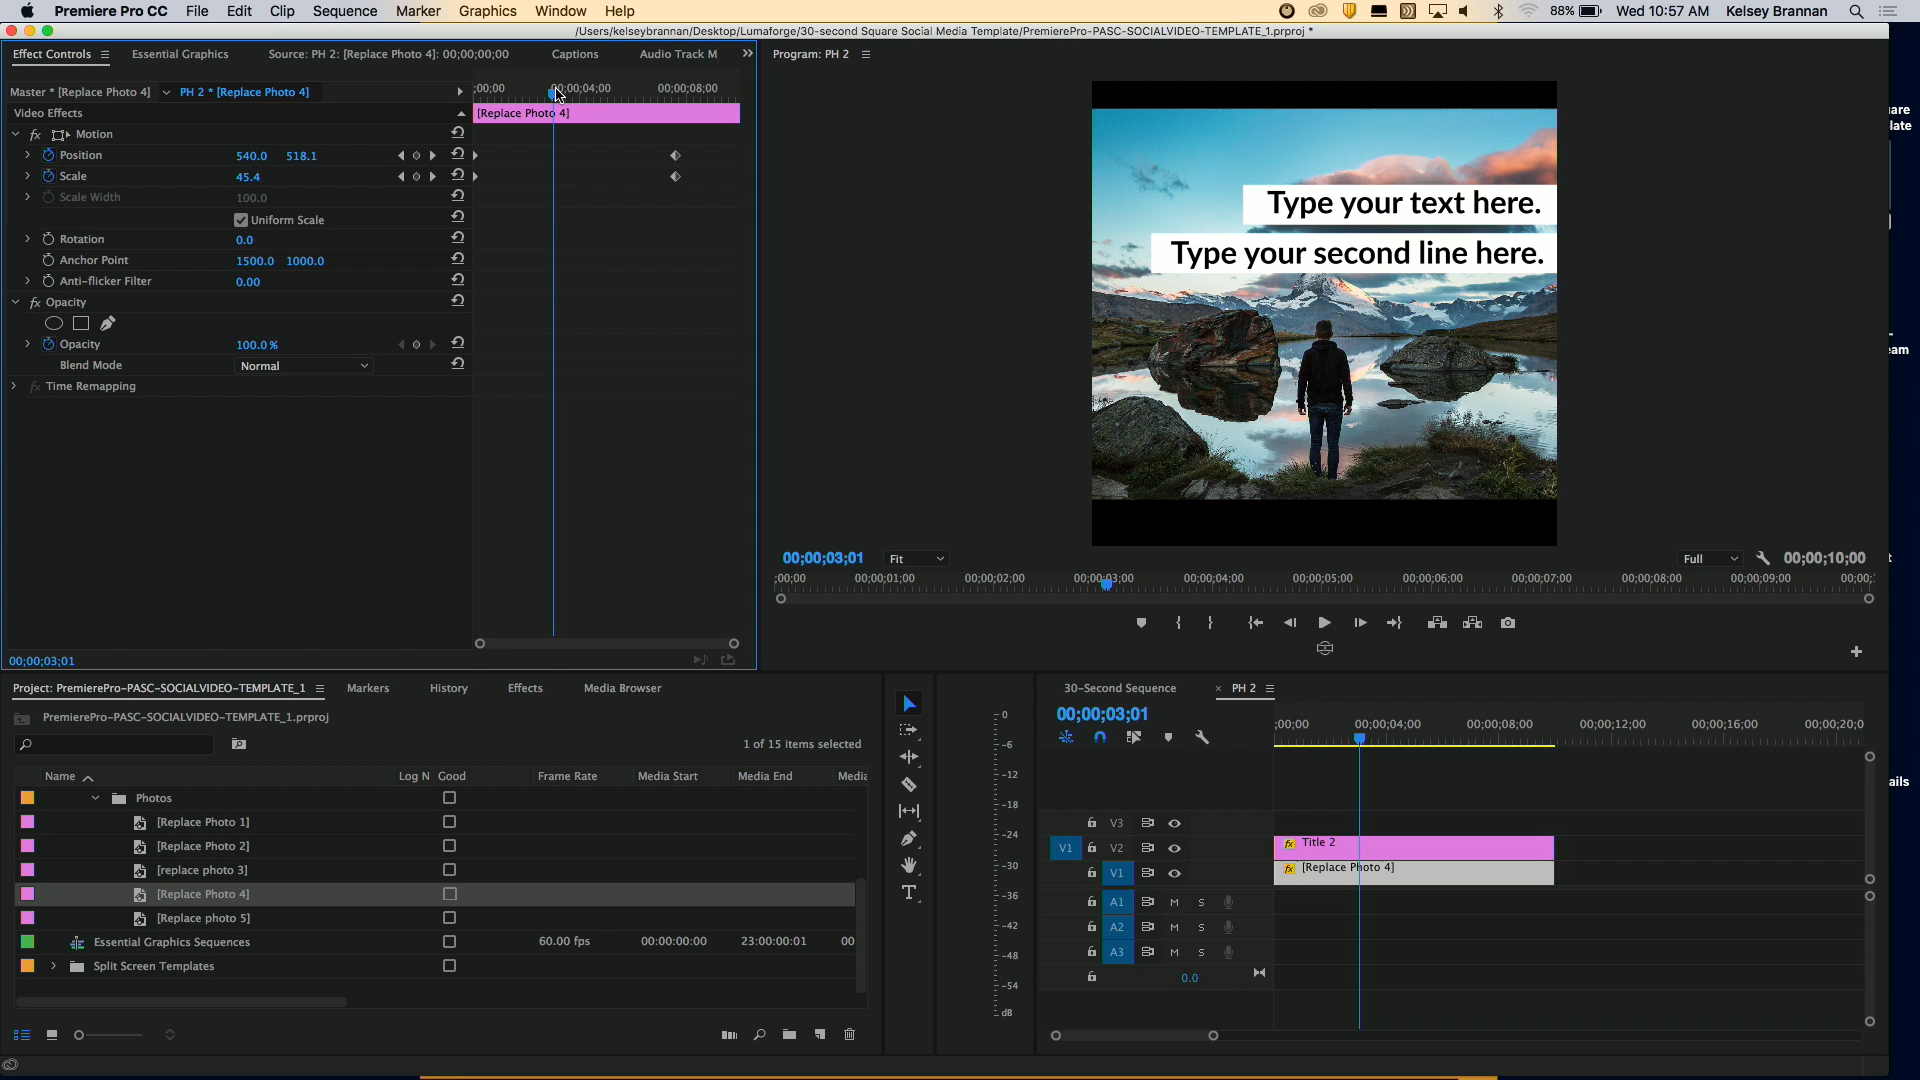 Premiere Pro CC File Edit Clip Sequence Marker Graphics Window Help 88% Wed 10:57 AM Kelsey Brannan
/Users/kelseybrannan/Desktop/Lumaforge/30-second Square Social Media Template/PremierePro-PASC-SOCIALVIDEO-TEMPLATE_1.prproj *
Effect Controls Essential Graphics Source: PH 2: [Replace Photo 4]: 00;00;00;00 Captions Audio Track M
Master * [Replace Photo 4] PH 2 * [Replace Photo 4]
;00;00 00;00;04;00 00;00;08;00
Video Effects
[Replace Photo 4]
fx Motion
Position 540.0 518.1
Scale 45.4
Scale Width 100.0
Uniform Scale
Rotation 0.0
Anchor Point 1500.0 1000.0
Anti-flicker Filter 0.00
fx Opacity
Opacity 100.0 %
Blend Mode Normal
fx Time Remapping
00;00;03;01
Program: PH 2
Type your text here.
Type your second line here.
00;00;03;01 Fit Full 00;00;10;00
;00;00 00;00;01;00 00;00;02;00 00;00;03;00 00;00;04;00 00;00;05;00 00;00;06;00 00;00;07;00 00;00;08;00 00;00;09;00 00;00;
Project: PremierePro-PASC-SOCIALVIDEO-TEMPLATE_1 Markers History Effects Media Browser
PremierePro-PASC-SOCIALVIDEO-TEMPLATE_1.prproj
1 of 15 items selected
Name Log N Good Frame Rate Media Start Media End Media
Photos
[Replace Photo 1]
[Replace Photo 2]
[replace photo 3]
[Replace Photo 4]
[Replace photo 5]
Essential Graphics Sequences 60.00 fps 00:00:00:00 23:00:00:01 00
Split Screen Templates
0
-6
-12
-18
-24
-30
-36
-42
-48
-54
dB
30-Second Sequence × PH 2
00;00;03;01
;00;00 00;00;04;00 00;00;08;00 00;00;12;00 00;00;16;00 00;00;20;0
V3
V1 V2 fx Title 2
V1 fx [Replace Photo 4]
A1 M S
A2 M S
A3 M S
0.0
are
late
eam
t
ails